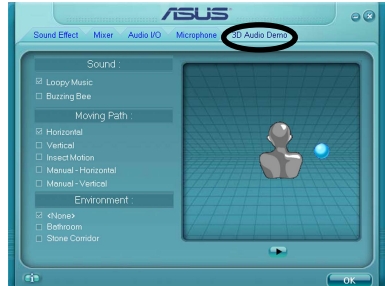 ASUS
Sound Effect Mixer Audio I/O Microphone 3D Audio Demo
Sound :
Loopy Music
Buzzing Bee
Moving Path :
Horizontal
Vertical
Insect Motion
Manual - Horizontal
Manual - Vertical
Environment :
<None>
Bathroom
Stone Corridor
OK